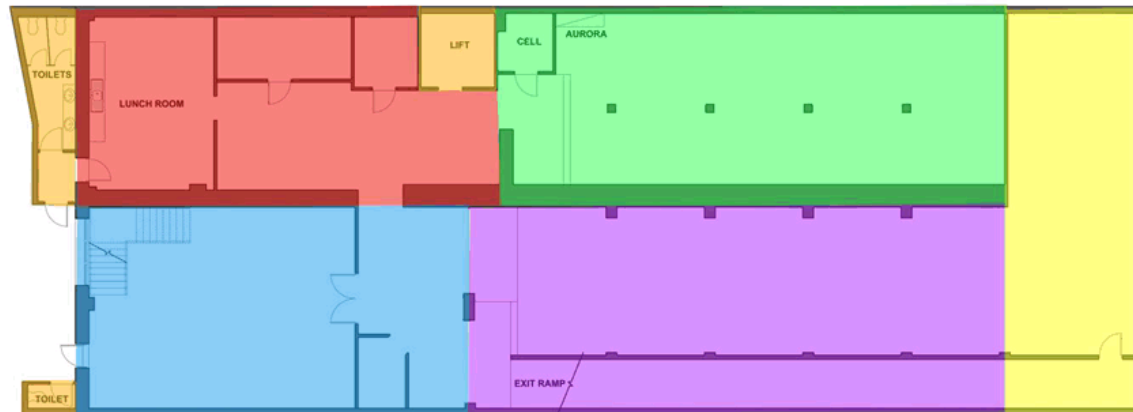 LIFT
CELL
AURORA
TOILETS
LUNCH ROOM
EXIT RAMP
TOILET